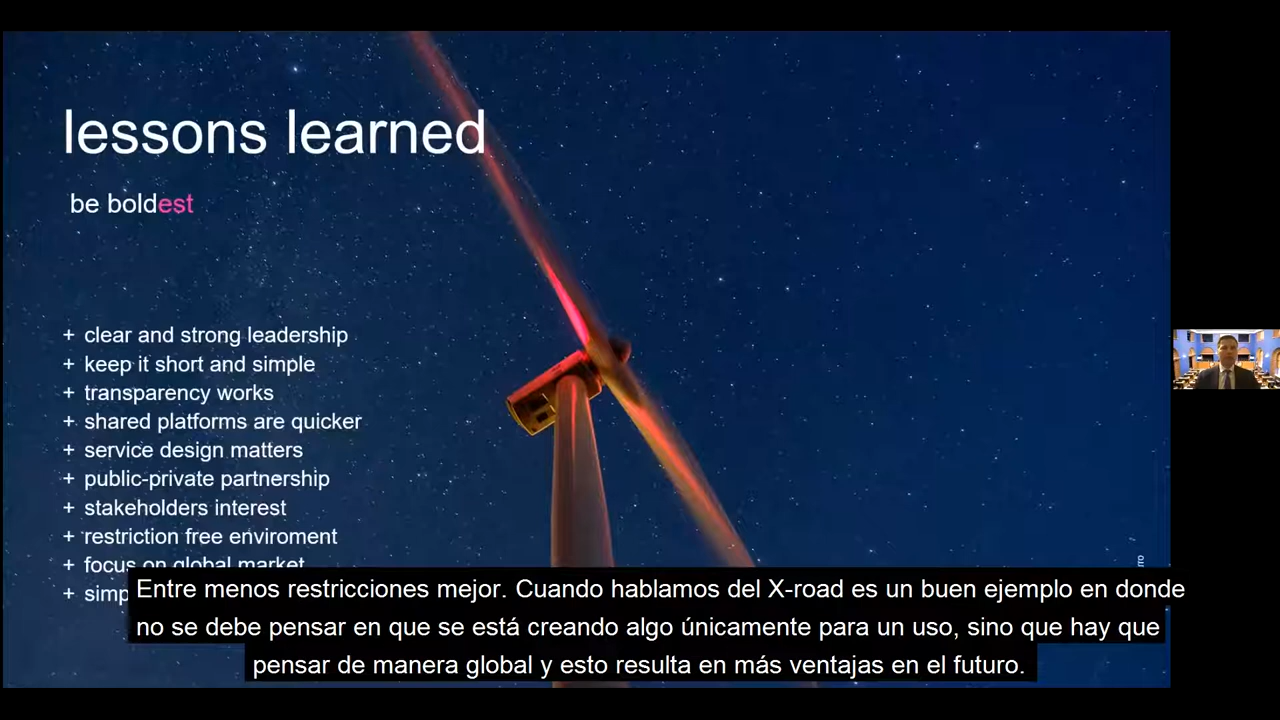 lessons learned
be boldest
+ clear and strong leadership
+ keep it short and simple
+ transparency works
+ shared platforms are quicker
+ service design matters
+ public-private partnership
+ stakeholders interest
+ restriction free enviroment
+ focus on global market
+ simp
Entre menos restricciones mejor. Cuando hablamos del X-road es un buen ejemplo en donde
no se debe pensar en que se está creando algo únicamente para un uso, sino que hay que
pensar de manera global y esto resulta en más ventajas en el futuro.